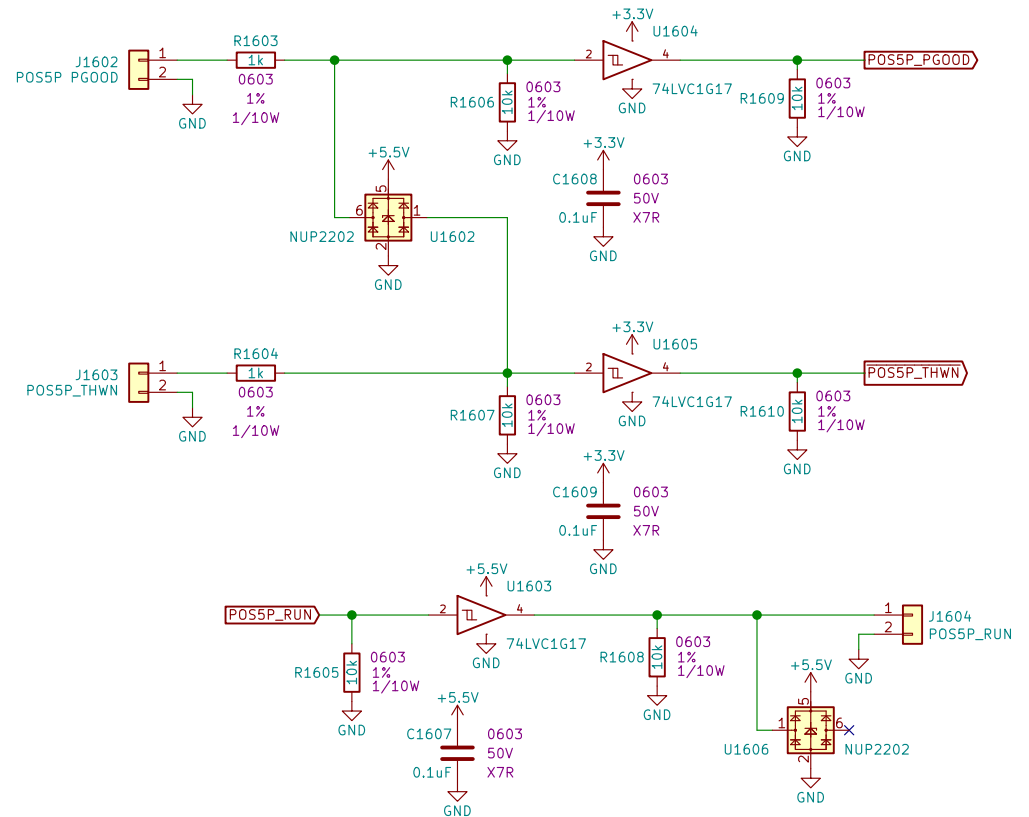 J1602
POS5P PGOOD
1
2
GND
R1603
1k
0603
1%
1/10W
R1606
10k
0603
1%
1/10W
GND
+3.3V
U1604
2
4
GND
74LVC1G17
R1609
10k
0603
1%
1/10W
GND
POS5P_PGOOD
+5.5V
5
6
1
2
NUP2202
U1602
GND
+3.3V
C1608
0.1uF
0603
50V
X7R
GND
J1603
POS5P_THWN
1
2
GND
R1604
1k
0603
1%
1/10W
R1607
10k
0603
1%
1/10W
GND
+3.3V
U1605
2
4
GND
74LVC1G17
R1610
10k
0603
1%
1/10W
GND
POS5P_THWN
+3.3V
C1609
0.1uF
0603
50V
X7R
GND
POS5P_RUN
R1605
10k
0603
1%
1/10W
GND
+5.5V
U1603
2
4
GND
74LVC1G17
R1608
10k
0603
1%
1/10W
GND
1
2
J1604
POS5P_RUN
GND
+5.5V
C1607
0.1uF
0603
50V
X7R
GND
+5.5V
5
1
6
2
U1606
NUP2202
GND